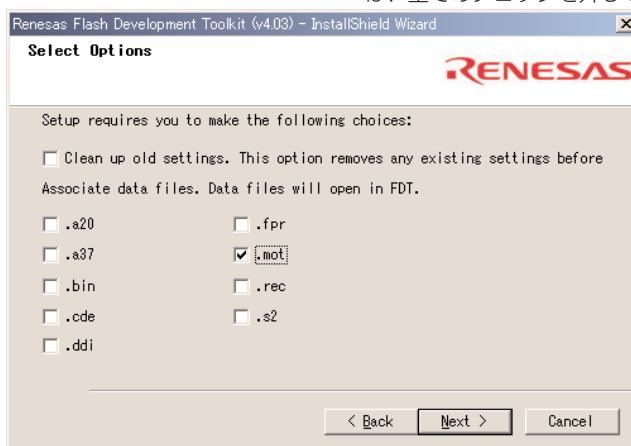 Renesas Flash Development Toolkit (v4.03) - InstallShield Wizard
Select Options
RENESAS
Setup requires you to make the following choices:
Clean up old settings. This option removes any existing settings before
Associate data files. Data files will open in FDT.
.a20 .fpr
.a37 .mot
.bin .rec
.cde .s2
.ddi
< Back Next > Cancel